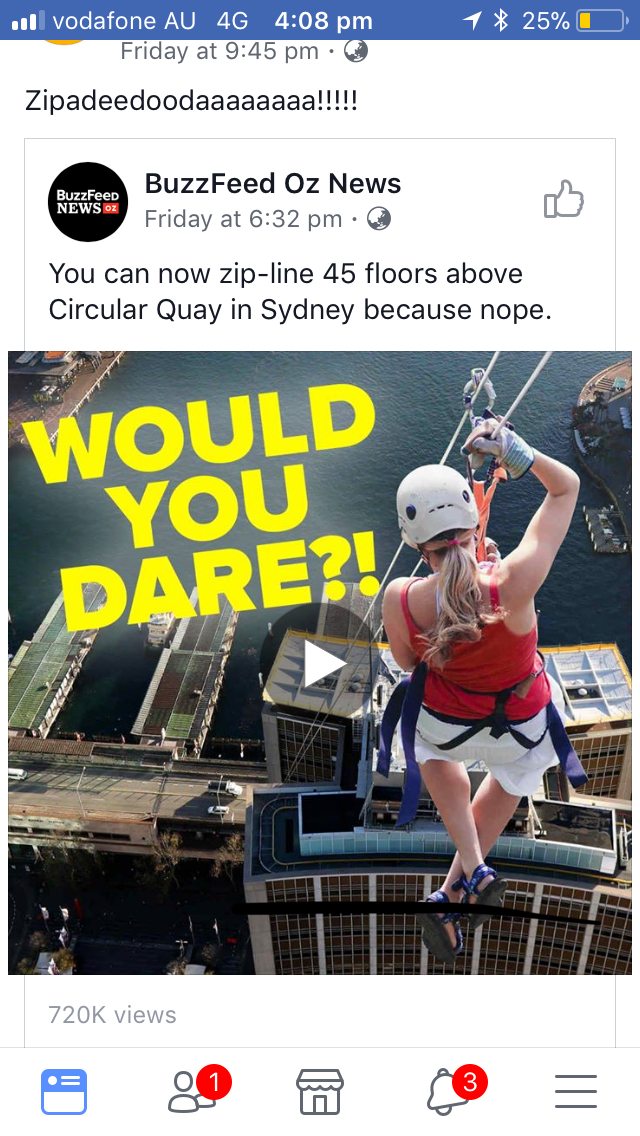 vodafone AU 4G 4:08 pm 25%
Friday at 9:45 pm ·
Zipadeedoodaaaaaaaa!!!!!
BuzzFeed
NEWS OZ
BuzzFeed Oz News
Friday at 6:32 pm ·
You can now zip-line 45 floors above
Circular Quay in Sydney because nope.
WOULD
YOU
DARE?!
720K views
1
3